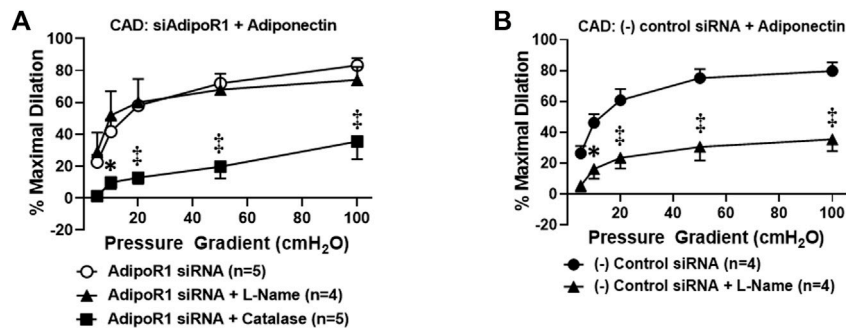 A
CAD: siAdipoR1 + Adiponectin
% Maximal Dilation
100
80
60
40
20
0
-20
‡
‡
‡
*
20
40
60
80
100
Pressure Gradient (cmH₂O)
AdipoR1 siRNA (n=5)
AdipoR1 siRNA + L-Name (n=4)
AdipoR1 siRNA + Catalase (n=5)
B
CAD: (-) control siRNA + Adiponectin
% Maximal Dilation
100
80
60
40
20
0
-20
‡
‡
‡
*
20
40
60
80
100
Pressure Gradient (cmH₂O)
(-) Control siRNA (n=4)
(-) Control siRNA + L-Name (n=4)